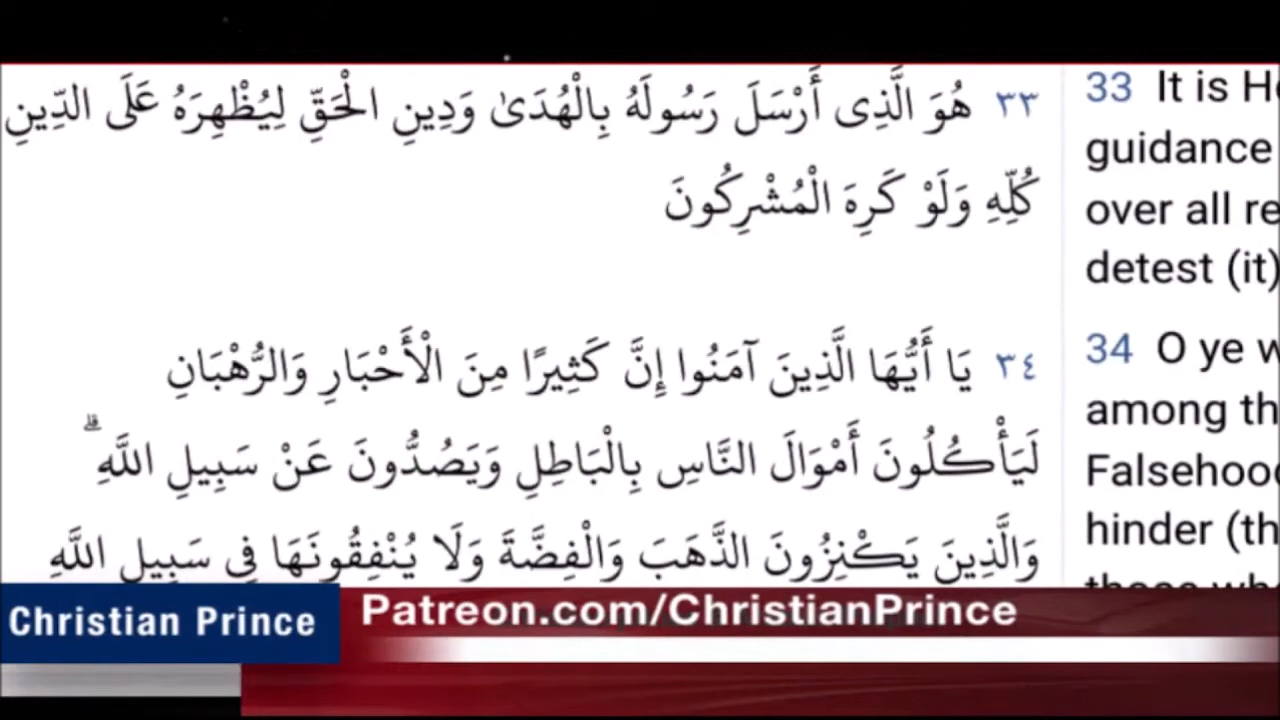 ٣٣ هُوَ الَّذِى أَرْسَلَ رَسُولَهُ بِالْهُدَىٰ وَدِينِ الْحَقِّ لِيُظْهِرَهُ عَلَى الدِّينِ
كُلِّهِ وَلَوْ كَرِهَ الْمُشْرِكُونَ
33 It is He
guidance
over all re
detest (it)
٣٤ يَا أَيُّهَا الَّذِينَ آمَنُوا إِنَّ كَثِيرًا مِنَ الْأَحْبَارِ وَالرُّهْبَانِ
لَيَأْكُلُونَ أَمْوَالَ النَّاسِ بِالْبَاطِلِ وَيَصُدُّونَ عَنْ سَبِيلِ اللَّهِ ۗ
وَالَّذِينَ يَكْنِزُونَ الذَّهَبَ وَالْفِضَّةَ وَلَا يُنْفِقُونَهَا فِى سَبِيلِ اللَّهِ
34 O ye w
among th
Falsehood
hinder (th
Christian Prince
Patreon.com/ChristianPrince